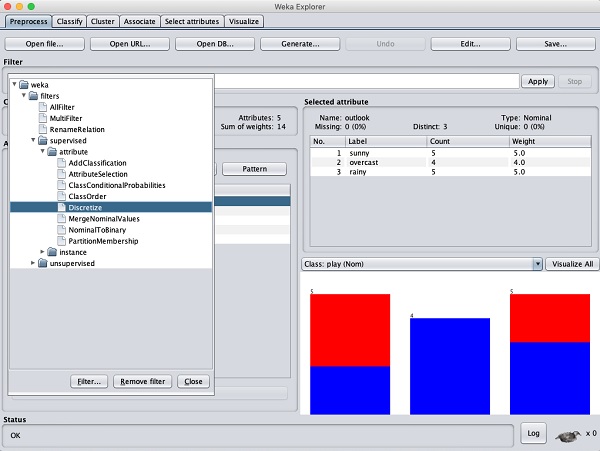 Weka Explorer
Preprocess Classify Cluster Associate Select attributes Visualize
Open file... Open URL... Open DB... Generate... Undo Edit... Save...
Filter
Apply Stop
weka
filters
AllFilter
MultiFilter
RenameRelation
supervised
attribute
AddClassification
AttributeSelection
ClassConditionalProbabilities
ClassOrder
Discretize
MergeNominalValues
NominalToBinary
PartitionMembership
instance
unsupervised
Filter... Remove filter Close
Attributes: 5
Sum of weights: 14
Pattern
Selected attribute
Name: outlook Type: Nominal
Missing: 0 (0%) Distinct: 3 Unique: 0 (0%)
No. Label Count Weight
1 sunny 5 5.0
2 overcast 4 4.0
3 rainy 5 5.0
Class: play (Nom) Visualize All
5 4 5
Status
OK
Log x 0